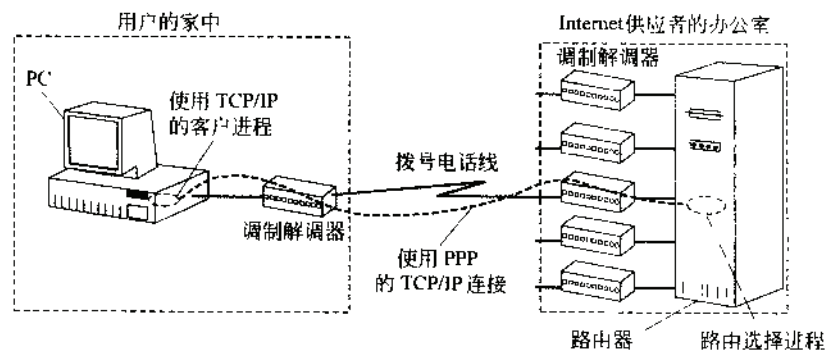 用户的家中
Internet供应者的办公室
调制解调器
PC
使用 TCP/IP
的客户进程
拨号电话线
调制解调器
使用 PPP
的 TCP/IP 连接
路由器
路由选择进程